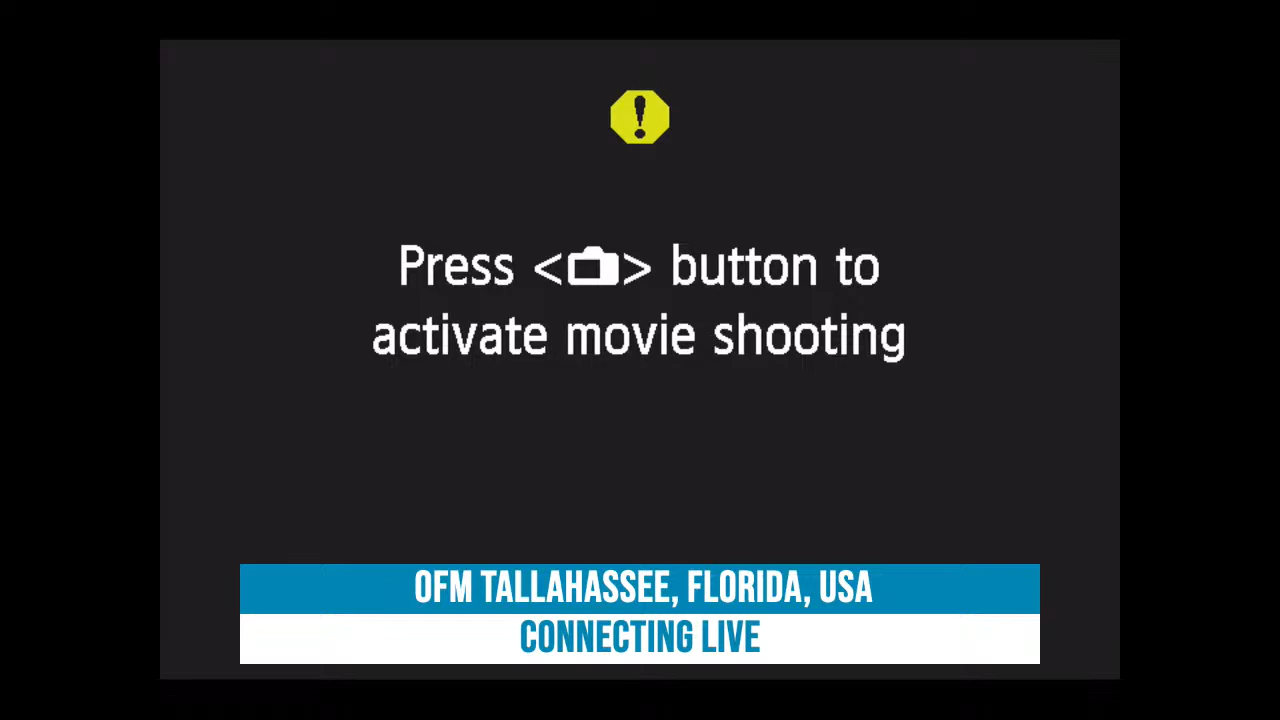 Press <📷> button to
activate movie shooting
OFM TALLAHASSEE, FLORIDA, USA
CONNECTING LIVE